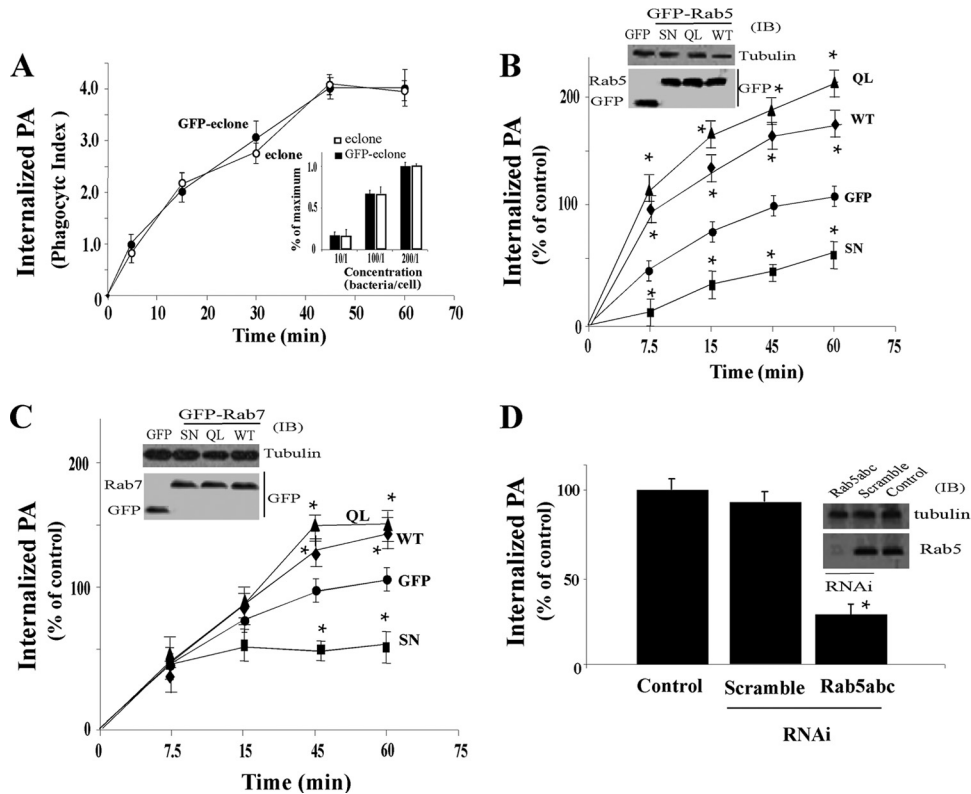 A
Internalized PA
(Phagocytc Index)
4.0
3.0
2.0
1.0
0
GFP-eclone
eclone
eclone
GFP-eclone
% of maximum
1.0
0.5
0
10/1 100/1 200/1
Concentration
(bacteria/cell)
0 10 20 30 40 50 60 70
Time (min)
B
GFP-Rab5
GFP SN QL WT (IB)
Tubulin
Rab5
GFP
GFP
Internalized PA
(% of control)
200
100
0
* * * *
QL
WT
* * * *
GFP
SN
* * * *
0 7.5 15 45 60 75
Time (min)
C
GFP-Rab7
GFP SN QL WT (IB)
Tubulin
Rab7
GFP
GFP
Internalized PA
(% of control)
200
100
0
* *
QL
WT
* *
GFP
SN
* *
0 7.5 15 45 60 75
Time (min)
D
Internalized PA
(% of control)
100
50
0
Rab5abc Scramble Control (IB)
tubulin
Rab5
RNAi
*
Control Scramble Rab5abc
RNAi